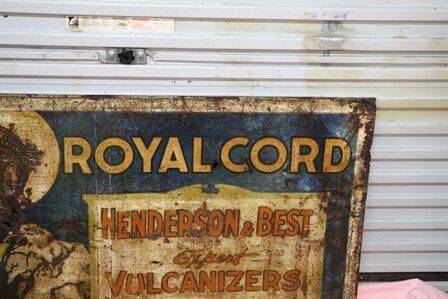 ROYAL CORD
HENDERSON & BEST
Expert
VULCANIZERS